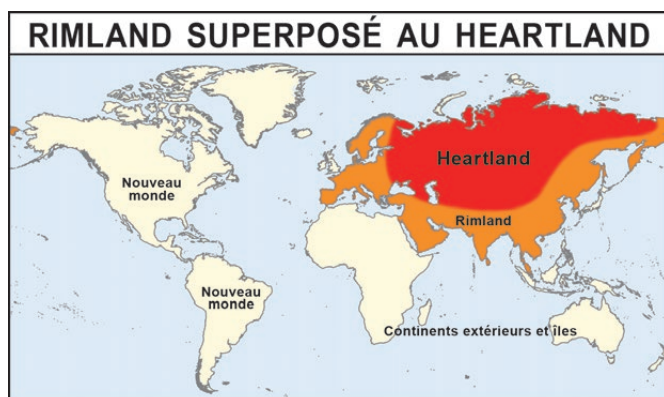 RIMLAND SUPERPOSÉ AU HEARTLAND
Heartland
Nouveau
monde
Rimland
Nouveau
monde
Continents extérieurs et îles